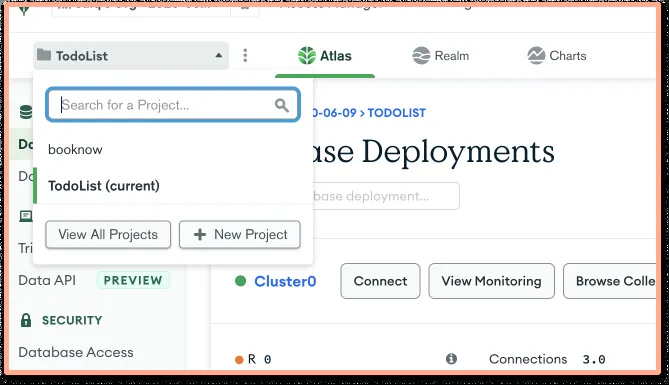 TodoList
Atlas
Realm
Charts
Search for a Project...
0-06-09 > TODOLIST
booknow
ase Deployments
TodoList (current)
base deployment...
View All Projects
+ New Project
Tri
Data API PREVIEW
Cluster0
Connect
View Monitoring
Browse Colle
SECURITY
Database Access
R 0
Connections 3.0